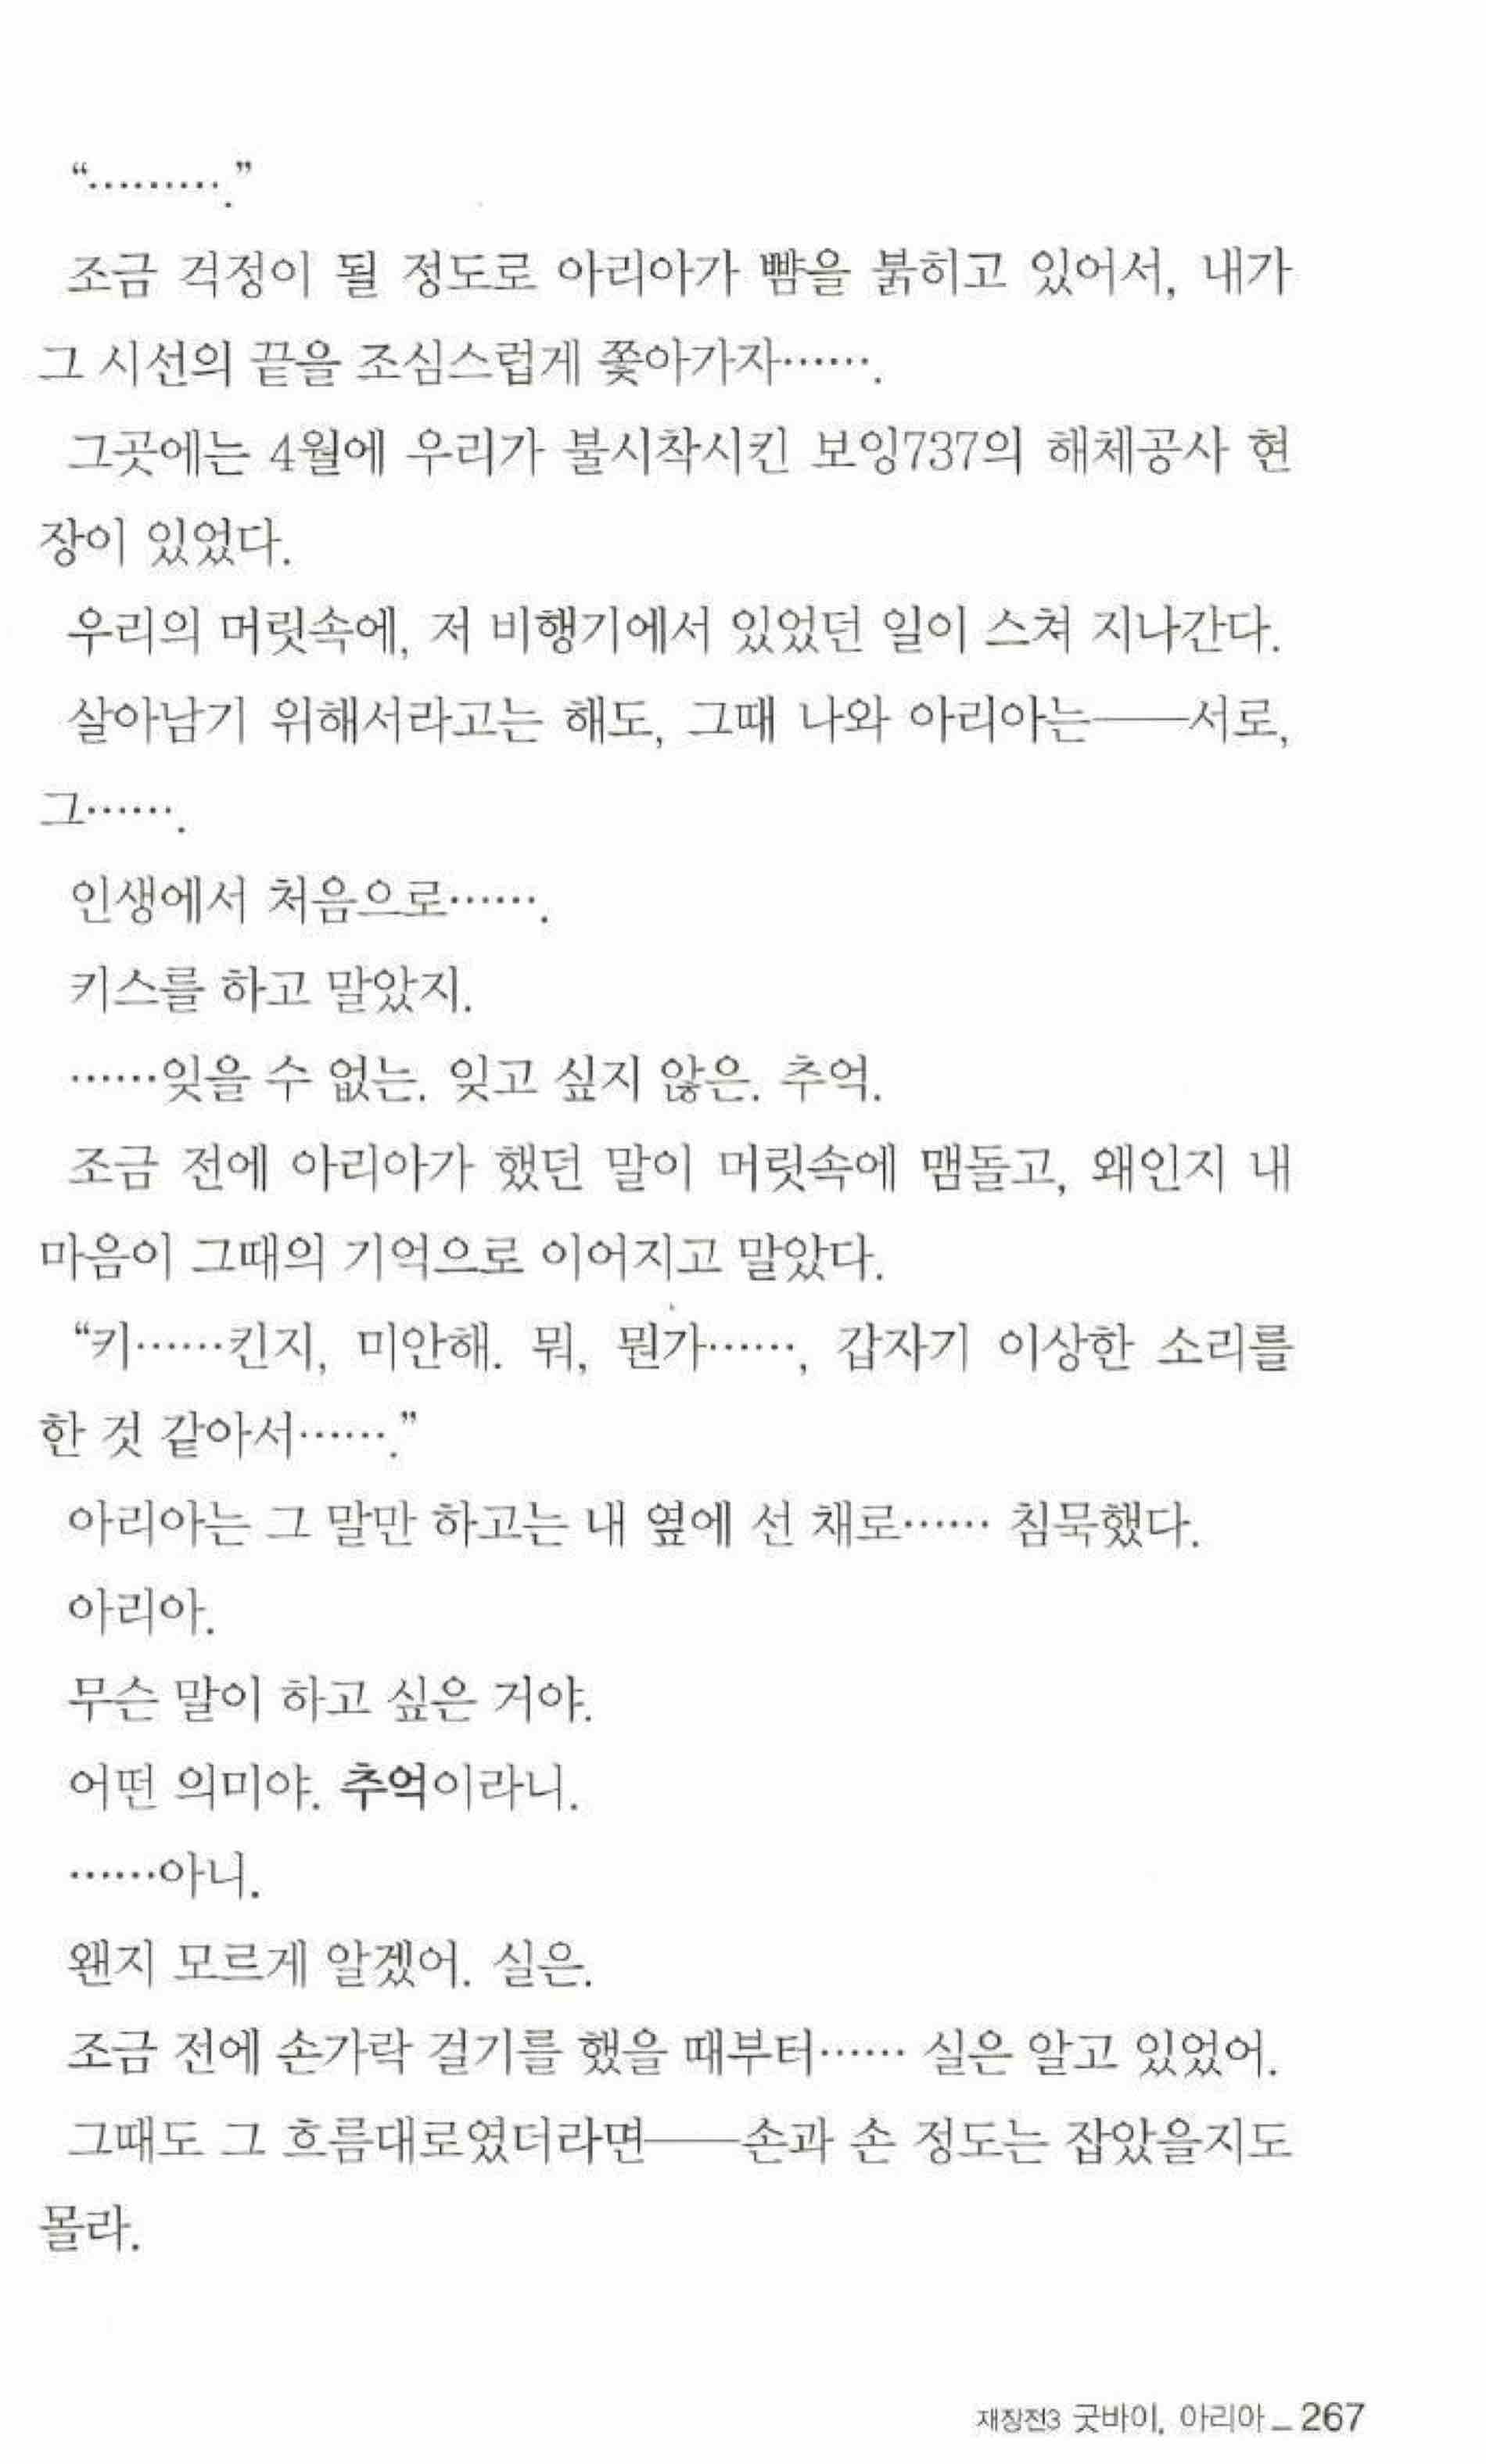 “……….”
조금 걱정이 될 정도로 아리아가 뺨을 붉히고 있어서, 내가
그 시선의 끝을 조심스럽게 쫓아가자…….
그곳에는 4월에 우리가 불시착시킨 보잉737의 해체공사 현
장이 있었다.
우리의 머릿속에, 저 비행기에서 있었던 일이 스쳐 지나간다.
살아남기 위해서라고는 해도, 그때 나와 아리아는──서로,
그…….
인생에서 처음으로…….
키스를 하고 말았지.
……잊을 수 없는. 잊고 싶지 않은. 추억.
조금 전에 아리아가 했던 말이 머릿속에 맴돌고, 왜인지 내
마음이 그때의 기억으로 이어지고 말았다.
“키……킨지, 미안해. 뭐, 뭔가……, 갑자기 이상한 소리를
한 것 같아서…….”
아리아는 그 말만 하고는 내 옆에 선 채로…… 침묵했다.
아리아.
무슨 말이 하고 싶은 거야.
어떤 의미야. 추억이라니.
……아니.
왠지 모르게 알겠어. 실은.
조금 전에 손가락 걸기를 했을 때부터…… 실은 알고 있었어.
그때도 그 흐름대로였더라면──손과 손 정도는 잡았을지도
몰라.
재장전3 굿바이, 아리아 _ 267